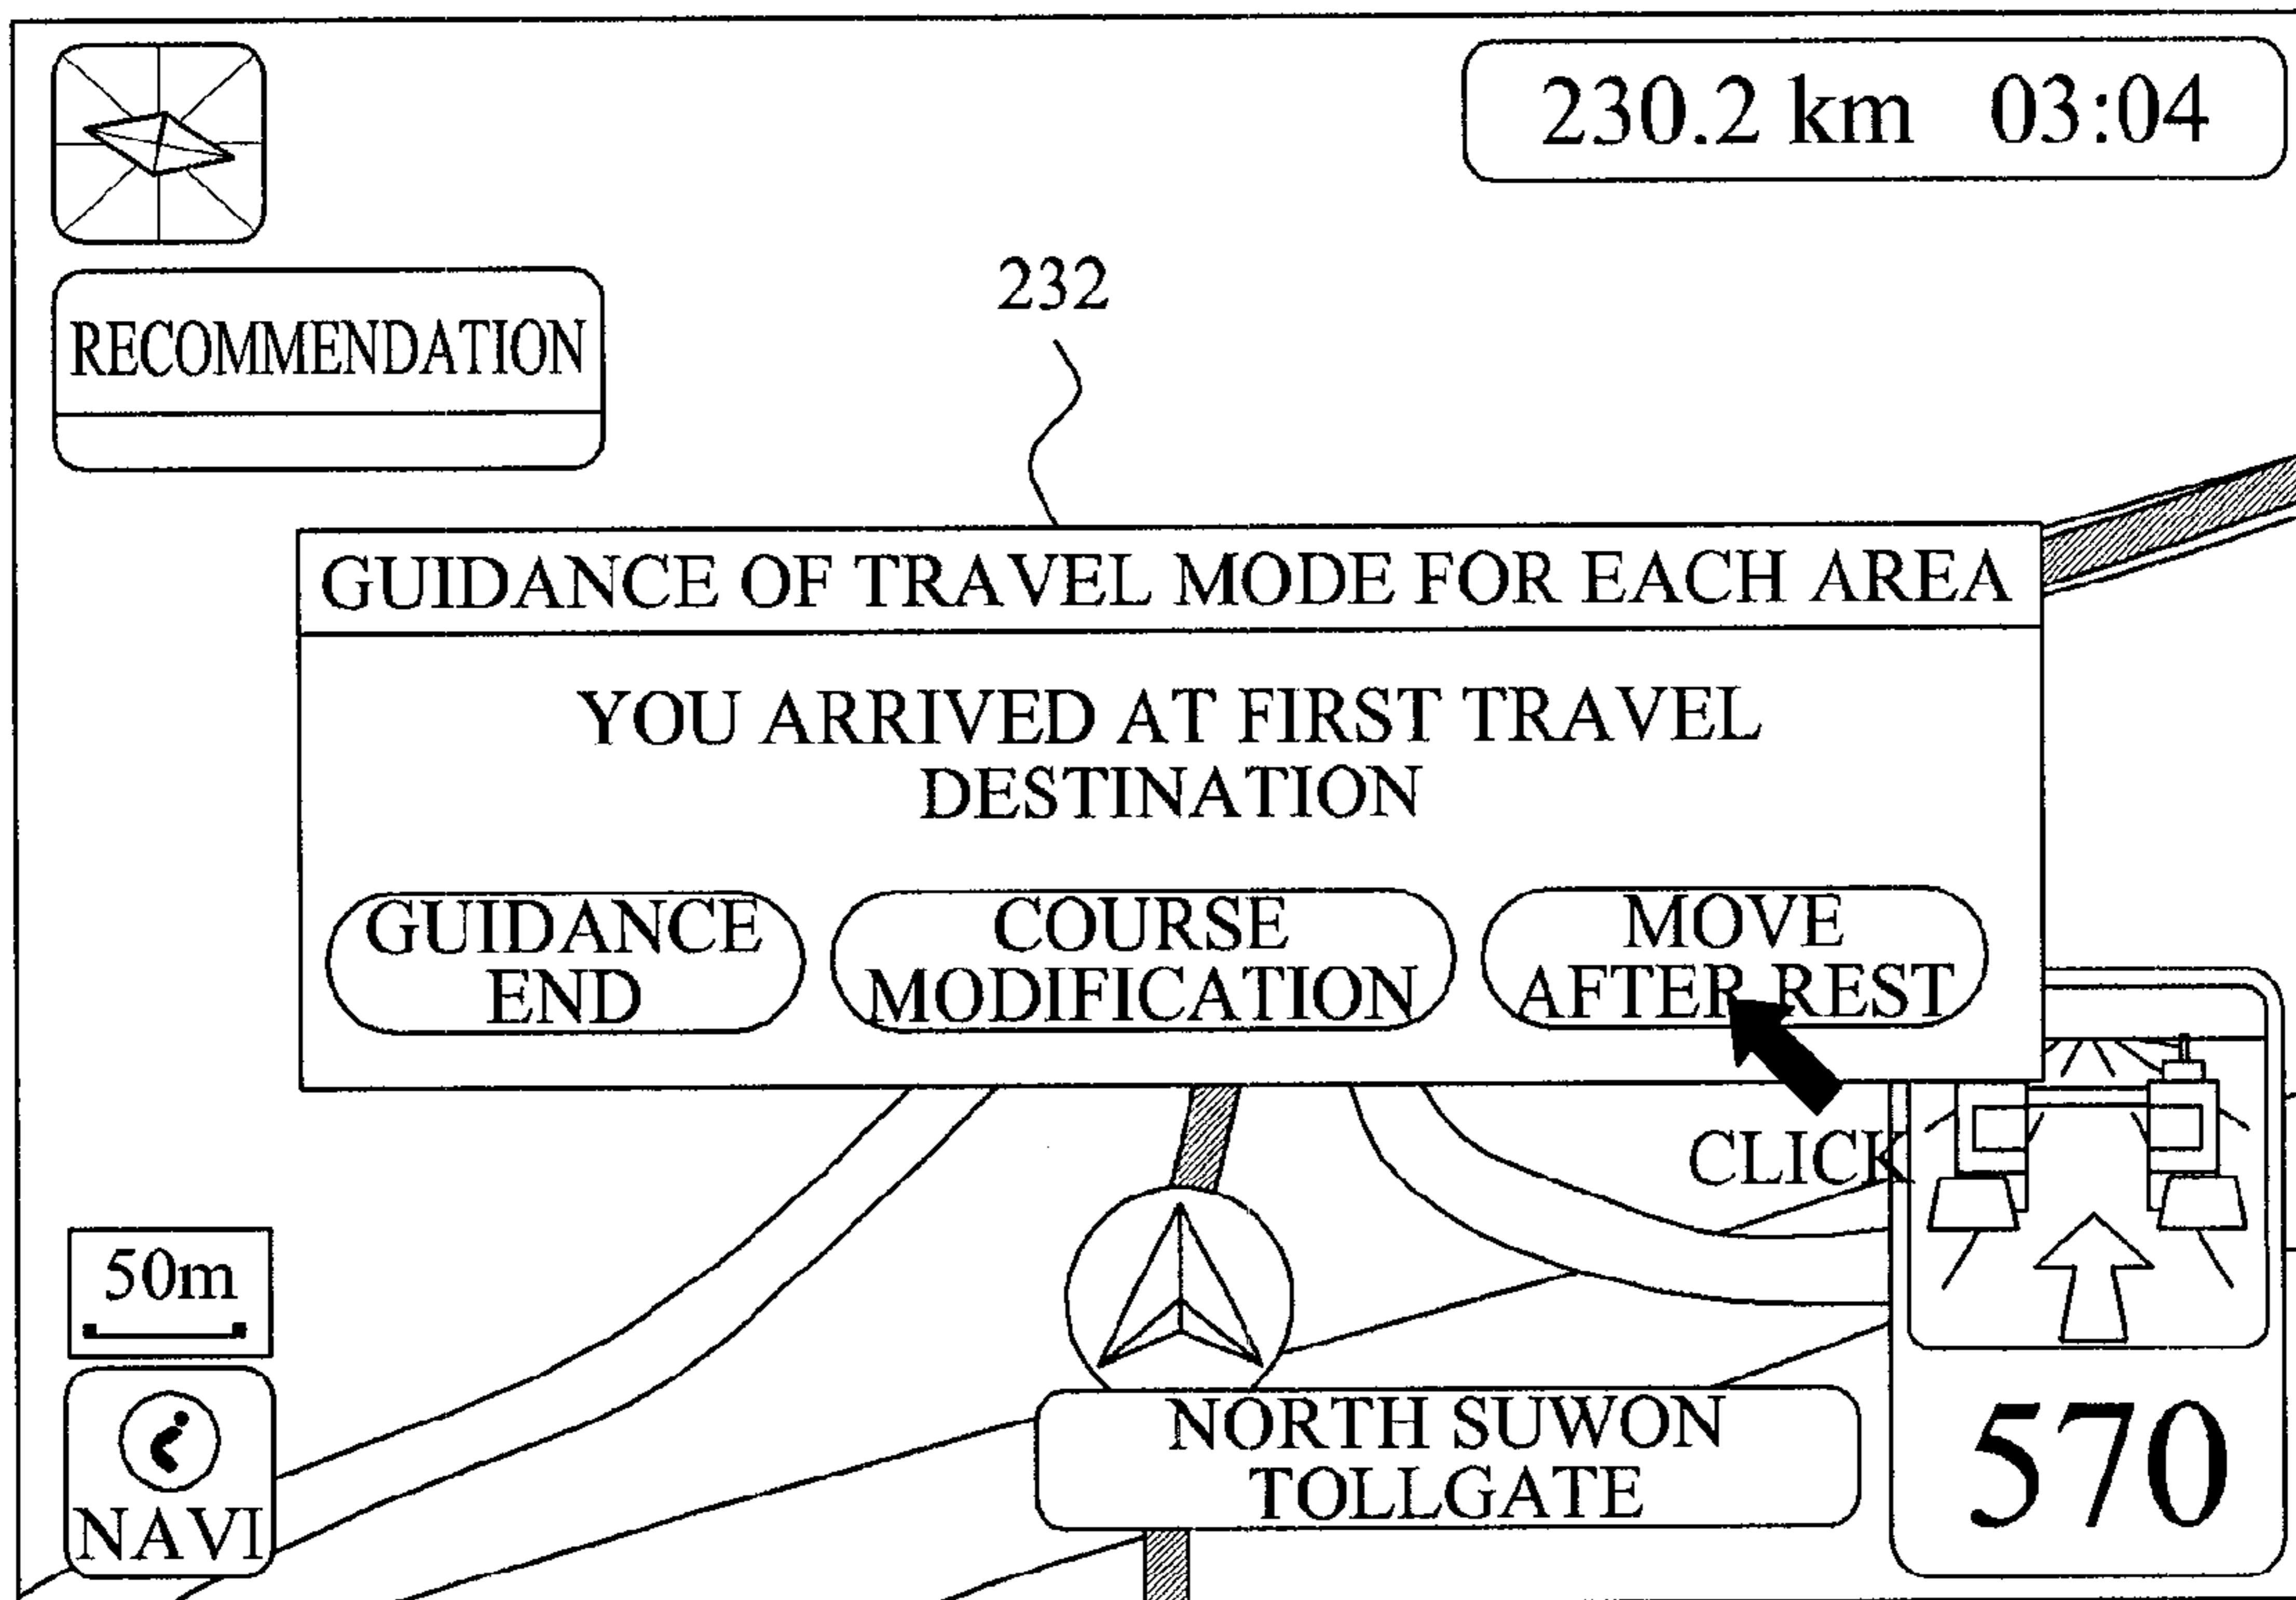 230.2 km 03:04
RECOMMENDATION
232
GUIDANCE OF TRAVEL MODE FOR EACH AREA
YOU ARRIVED AT FIRST TRAVEL
DESTINATION
GUIDANCE
END
COURSE
MODIFICATION
MOVE
AFTER REST
CLICK
50m
NORTH SUWON
TOLLGATE
570
NAVI